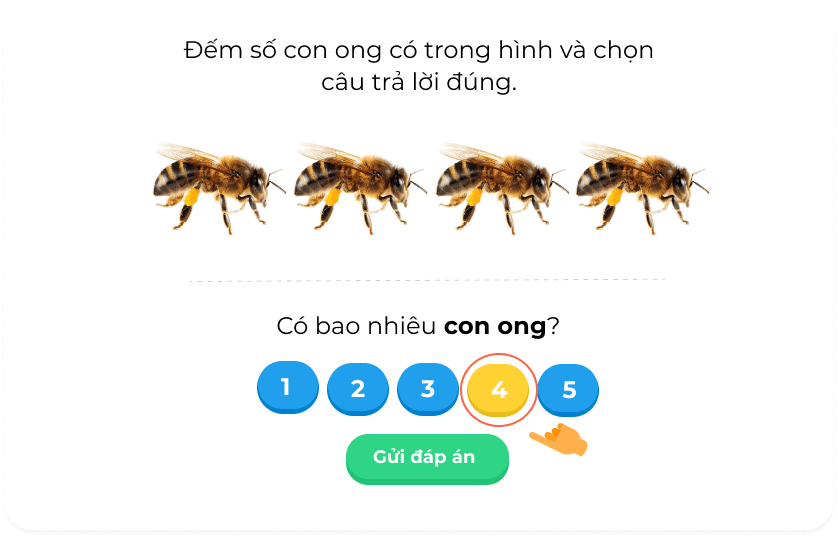 Đếm số con ong có trong hình và chọn
câu trả lời đúng.
Có bao nhiêu con ong?
1 2 3 4 5
Gửi đáp án